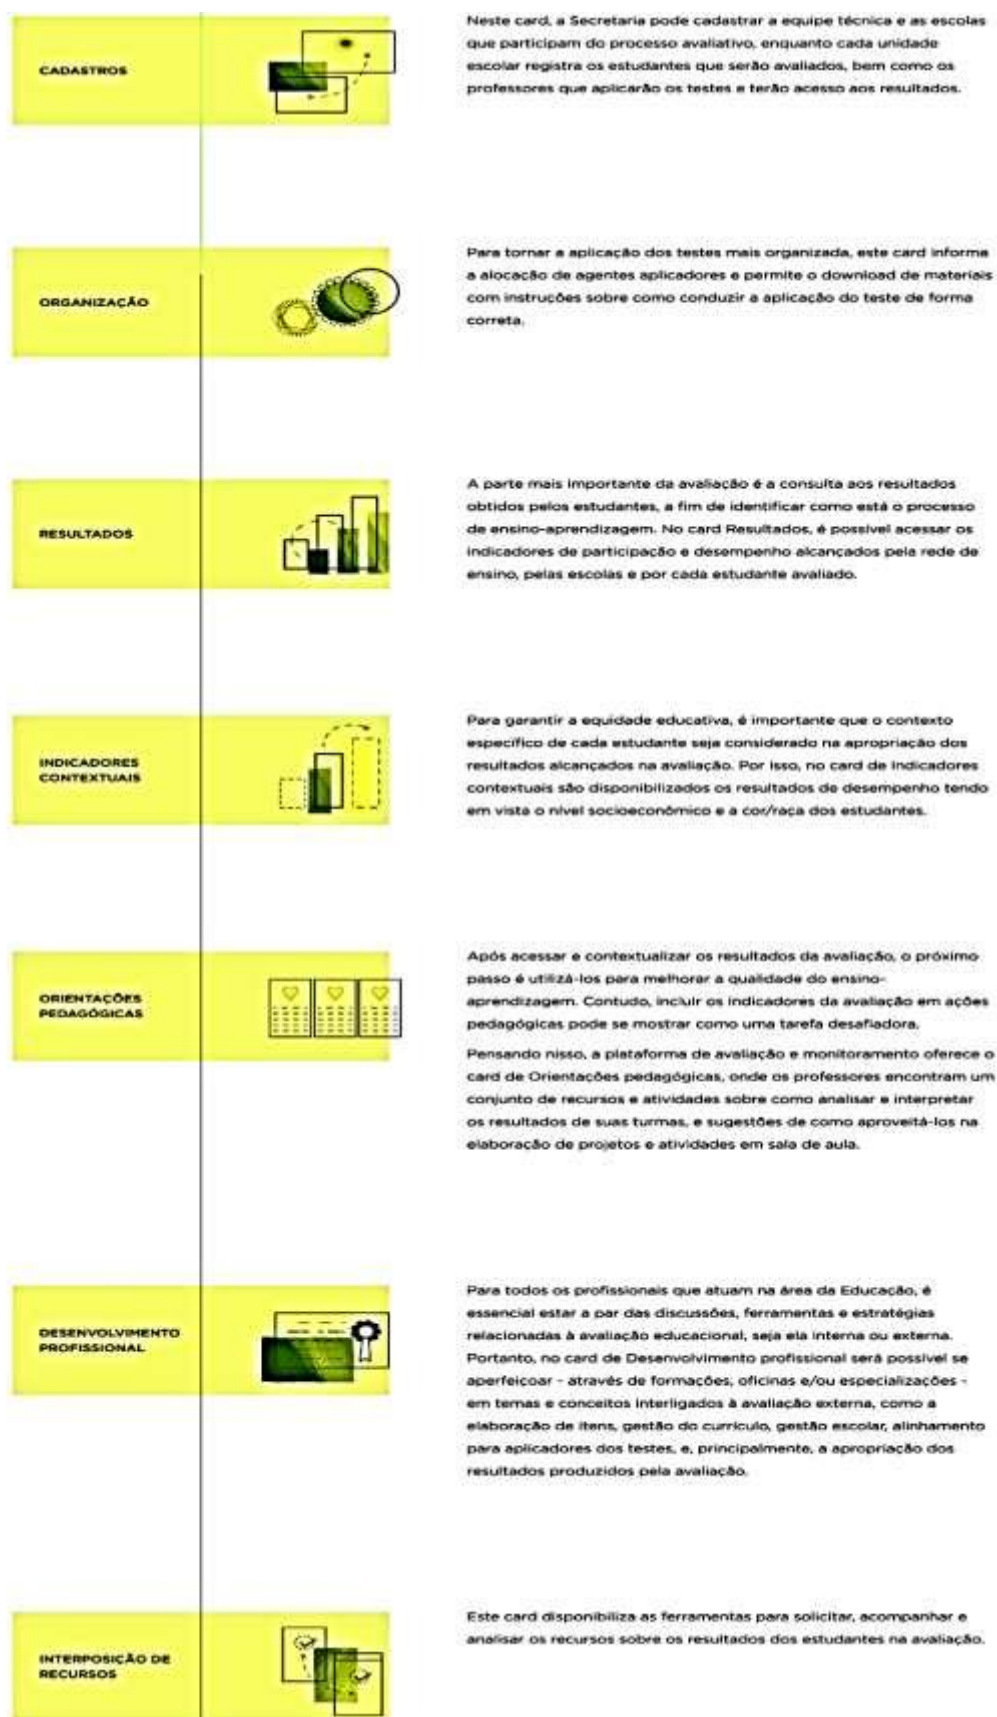 CADASTROS
Neste card, a Secretaria pode cadastrar a equipe técnica e as escolas
que participam do processo avaliativo, enquanto cada unidade
escolar registra os estudantes que serão avaliados, bem como os
professores que aplicarão os testes e terão acesso aos resultados.
ORGANIZAÇÃO
Para tornar a aplicação dos testes mais organizada, este card informa
a alocação de agentes aplicadores e permite o download de materiais
com instruções sobre como conduzir a aplicação do teste de forma
correta.
RESULTADOS
A parte mais importante da avaliação é a consulta aos resultados
obtidos pelos estudantes, a fim de identificar como está o processo
de ensino-aprendizagem. No card Resultados, é possível acessar os
indicadores de participação e desempenho alcançados pela rede de
ensino, pelas escolas e por cada estudante avaliado.
INDICADORES
CONTEXTUAIS
Para garantir a equidade educativa, é importante que o contexto
específico de cada estudante seja considerado na apropriação dos
resultados alcançados na avaliação. Por isso, no card de Indicadores
contextuais são disponibilizados os resultados de desempenho tendo
em vista o nível socioeconômico e a cor/raça dos estudantes.
ORIENTAÇÕES
PEDAGÓGICAS
Após acessar e contextualizar os resultados da avaliação, o próximo
passo é utilizá-los para melhorar a qualidade do ensino-
aprendizagem. Contudo, incluir os indicadores da avaliação em ações
pedagógicas pode se mostrar como uma tarefa desafiadora.
Pensando nisso, a plataforma de avaliação e monitoramento oferece o
card de Orientações pedagógicas, onde os professores encontram um
conjunto de recursos e atividades sobre como analisar e interpretar
os resultados de suas turmas, e sugestões de como aproveitá-los na
elaboração de projetos e atividades em sala de aula.
DESENVOLVIMENTO
PROFISSIONAL
Para todos os profissionais que atuam na área da Educação, é
essencial estar a par das discussões, ferramentas e estratégias
relacionadas à avaliação educacional, seja ela interna ou externa.
Portanto, no card de Desenvolvimento profissional será possível se
aperfeiçoar - através de formações, oficinas e/ou especializações -
em temas e conceitos interligados à avaliação externa, como a
elaboração de itens, gestão do currículo, gestão escolar, alinhamento
para aplicadores dos testes, e, principalmente, a apropriação dos
resultados produzidos pela avaliação.
INTERPOSIÇÃO DE
RECURSOS
Este card disponibiliza as ferramentas para solicitar, acompanhar e
analisar os recursos sobre os resultados dos estudantes na avaliação.